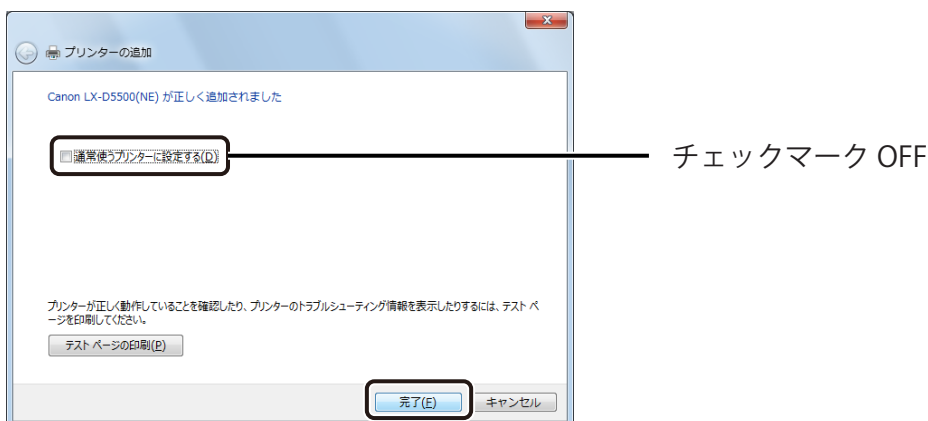 プリンターの追加
Canon LX-D5500(NE) が正しく追加されました
通常使うプリンターに設定する(D)
チェックマーク OFF
プリンターが正しく動作していることを確認したり、プリンターのトラブルシューティング情報を表示したりするには、テスト ペ
ージを印刷してください。
テスト ページの印刷(P)
完了(F) キャンセル